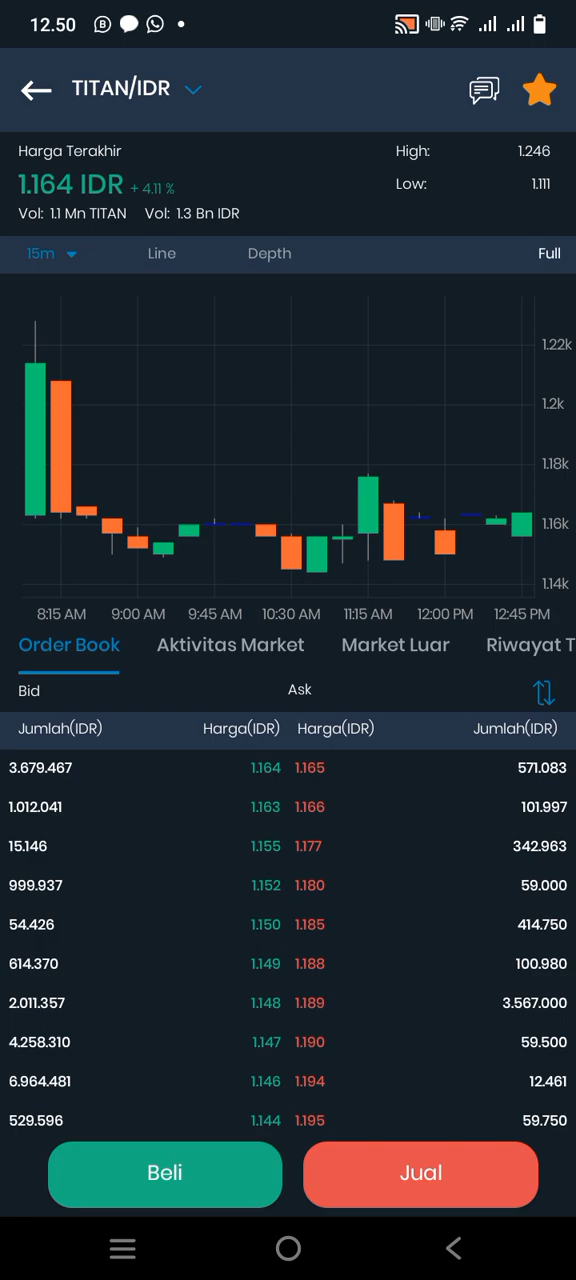 12.50
TITAN/IDR
Harga Terakhir High: 1.246
1.164 IDR + 4.11 % Low: 1.111
Vol: 1.1 Mn TITAN Vol: 1.3 Bn IDR
15m Line Depth Full
1.22k
1.2k
1.18k
1.16k
1.14k
8:15 AM 9:00 AM 9:45 AM 10:30 AM 11:15 AM 12:00 PM 12:45 PM
Order Book Aktivitas Market Market Luar Riwayat T
Bid Ask
Jumlah(IDR) Harga(IDR) Harga(IDR) Jumlah(IDR)
3.679.467 1.164 1.165 571.083
1.012.041 1.163 1.166 101.997
15.146 1.155 1.177 342.963
999.937 1.152 1.180 59.000
54.426 1.150 1.185 414.750
614.370 1.149 1.188 100.980
2.011.357 1.148 1.189 3.567.000
4.258.310 1.147 1.190 59.500
6.964.481 1.146 1.194 12.461
529.596 1.144 1.195 59.750
Beli Jual